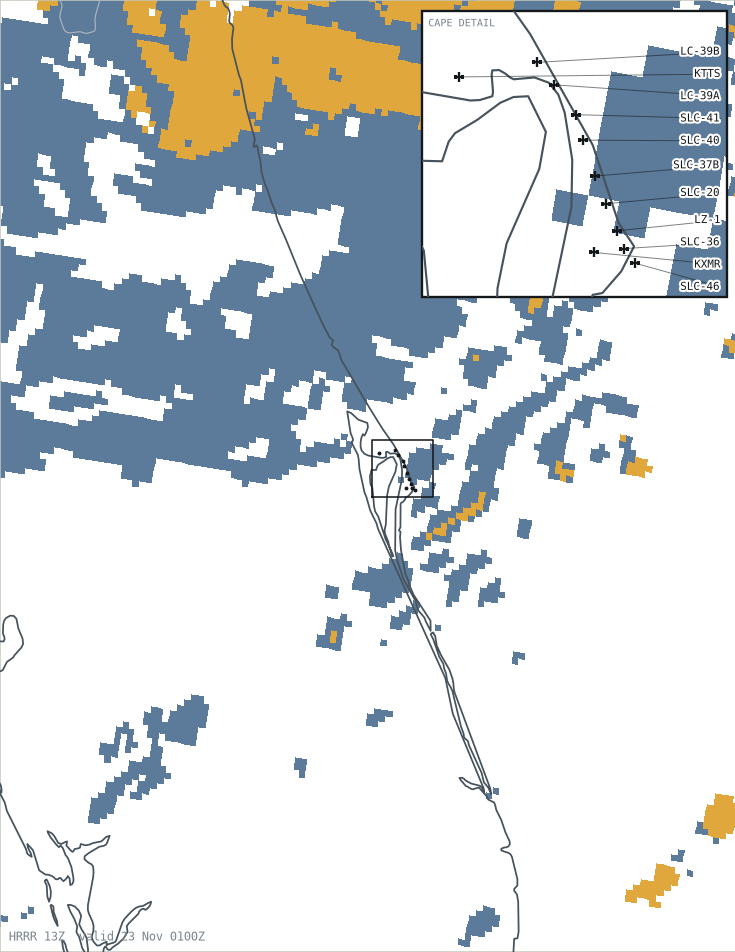 CAPE DETAIL
LC-39B
KTTS
LC-39A
SLC-41
SLC-40
SLC-37B
SLC-20
LZ-1
SLC-36
KXMR
SLC-46
HRRR 13Z valid 23 Nov 0100Z